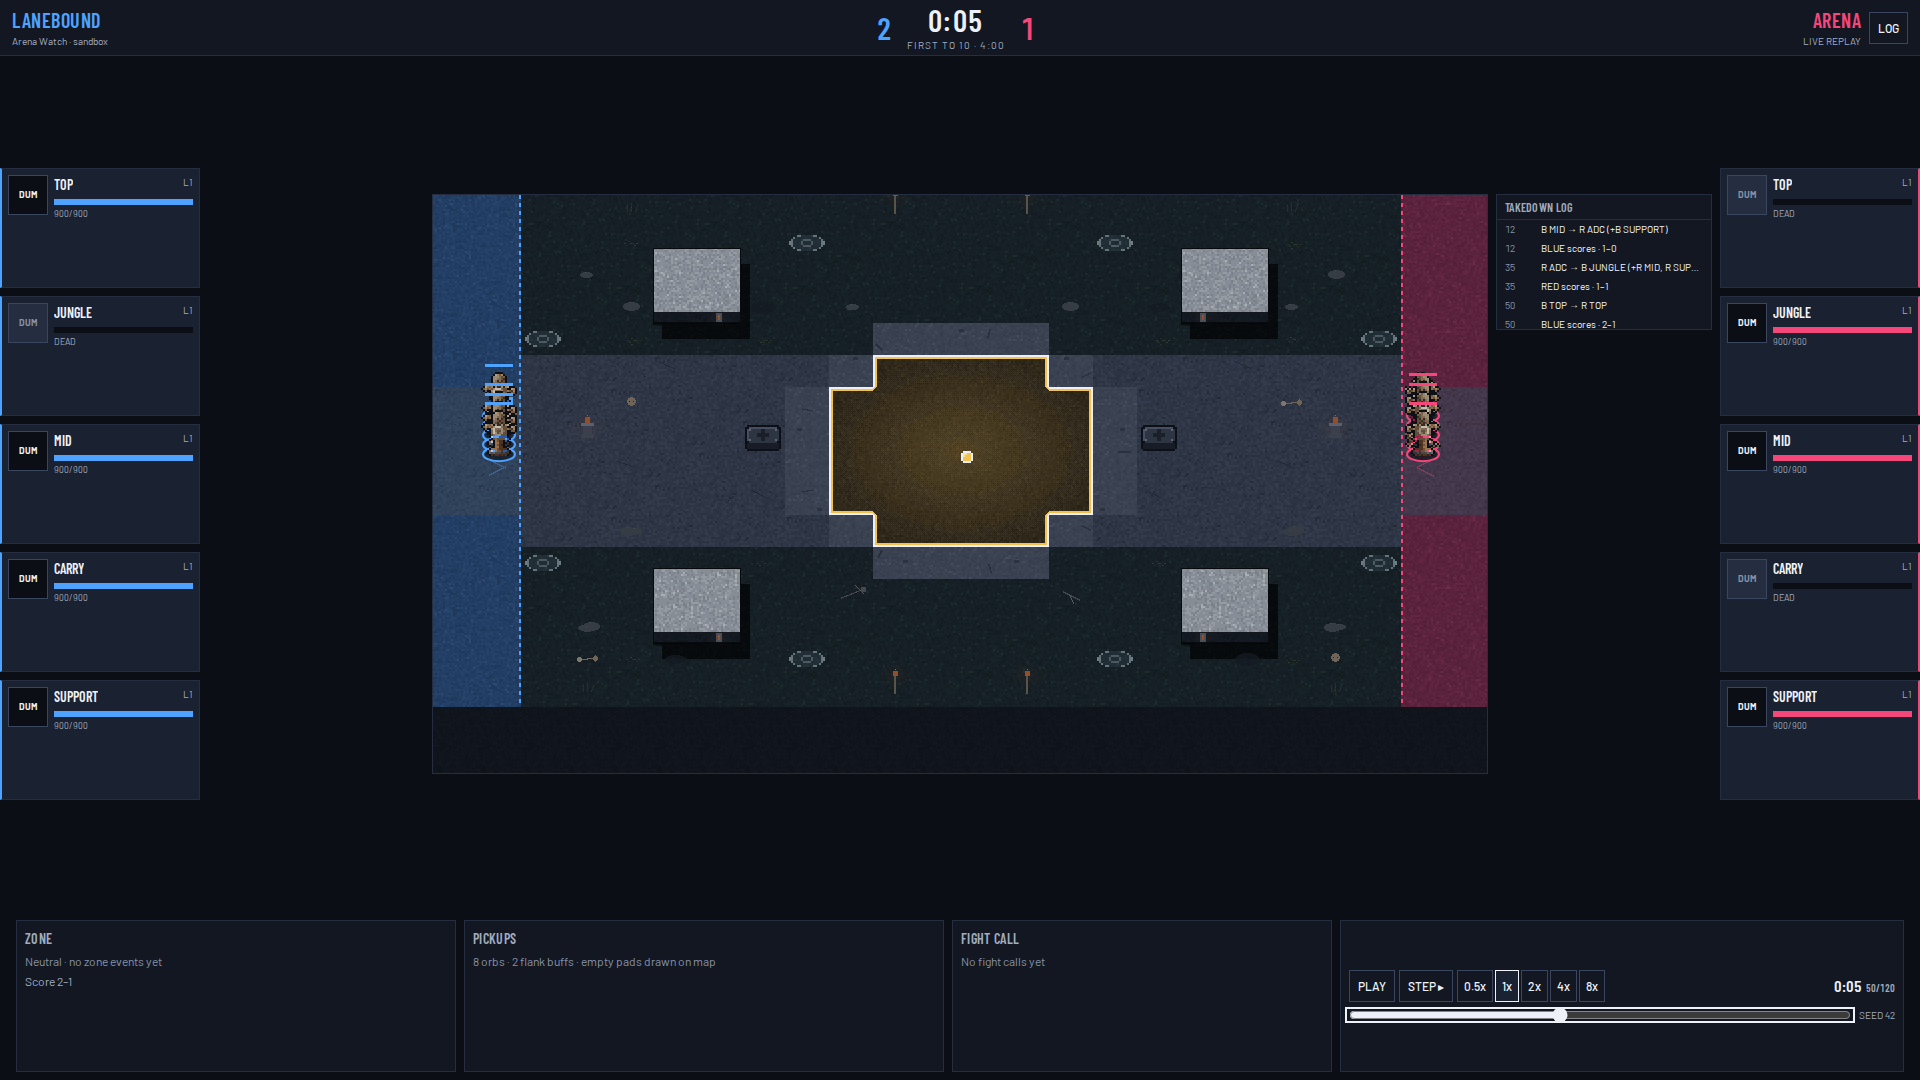 LANEBOUND
Arena Watch · sandbox
2
0:05
1
FIRST TO 10 · 4:00
ARENA
LIVE REPLAY
LOG
DUM
TOP
L1
900/900
DUM
JUNGLE
L1
DEAD
DUM
MID
L1
900/900
DUM
CARRY
L1
900/900
DUM
SUPPORT
L1
900/900
TAKEDOWN LOG
12 B MID → R ADC (+B SUPPORT)
12 BLUE scores · 1–0
35 R ADC → B JUNGLE (+R MID, R SUP…
35 RED scores · 1–1
50 B TOP → R TOP
50 BLUE scores · 2–1
DUM
TOP
L1
DEAD
DUM
JUNGLE
L1
900/900
DUM
MID
L1
900/900
DUM
CARRY
L1
DEAD
DUM
SUPPORT
L1
900/900
ZONE
Neutral · no zone events yet
Score 2–1
PICKUPS
8 orbs · 2 flank buffs · empty pads drawn on map
FIGHT CALL
No fight calls yet
PLAY STEP ▸ 0.5x 1x 2x 4x 8x 0:05 50/120
SEED 42